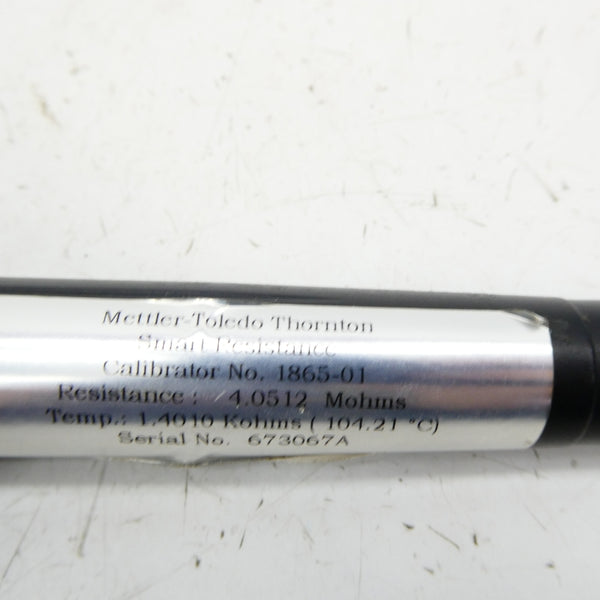 Mettler-Toledo Thornton
Smart Resistance
Calibrator No. 1865-01
Resistance : 4.0512 Mohms
Temp.: 1.4010 Kohms ( 104.21 °C)
Serial No. 673067A